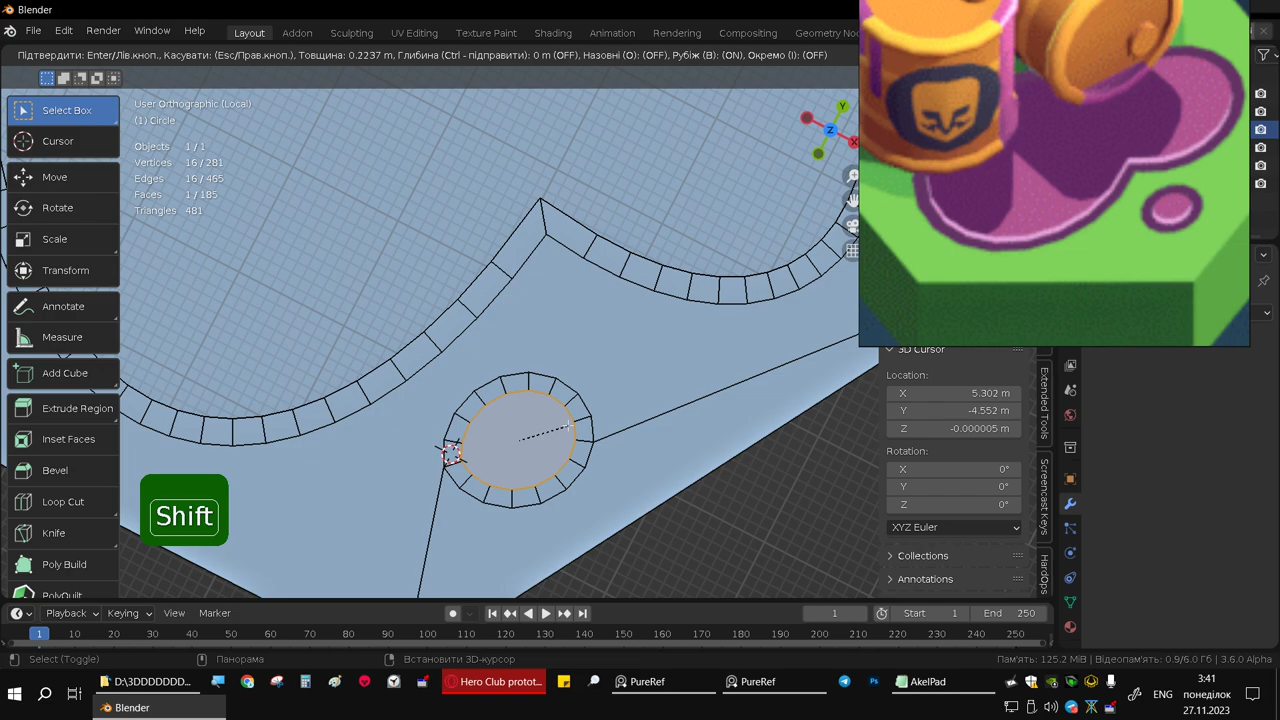 Blender
File Edit Render Window Help Layout Addon Sculpting UV Editing Texture Paint Shading Animation Rendering Compositing Geometry No
Підтвердити: Enter/Лів.кноп., Касувати: (Esc/Прав.кноп.), Товщина: 0.2237 m, Глибина (Ctrl - підправити): 0 m (OFF), Назовні (O): (OFF), Рубіж (B): (ON), Окремо (I): (OFF)
Select Box
Cursor
Move
Rotate
Scale
Transform
Annotate
Measure
Add Cube
Extrude Region
Inset Faces
Bevel
Loop Cut
Knife
Poly Build
PolyQuilt
User Orthographic (Local)
(1) Circle
Objects 1 / 1
Vertices 16 / 281
Edges 16 / 465
Faces 1 / 185
Triangles 481
Y
Z
X
Shift
3D Cursor
Location:
X 5.302 m
Y -4.552 m
Z -0.000005 m
Rotation:
X 0°
Y 0°
Z 0°
XYZ Euler
Collections
Annotations
Extended Tools
Screencast Keys
HardOps
Playback Keying View Marker 1 Start 1 End 250
1 10 20 30 40 50 60 70 80 90 100 110 120 130 140 150 160 170 180 190 200 210 220 230 240 250
Select (Toggle) Панорама Встановити 3D-курсор Пам'ять: 125.2 MiB | Відеопам'ять: 0.9/6.0 Гб | 3.6.0 Alpha
D:\3DDDDDD... Hero Club protot... PureRef PureRef AkelPad 3:41
ENG понеділок
Blender 27.11.2023